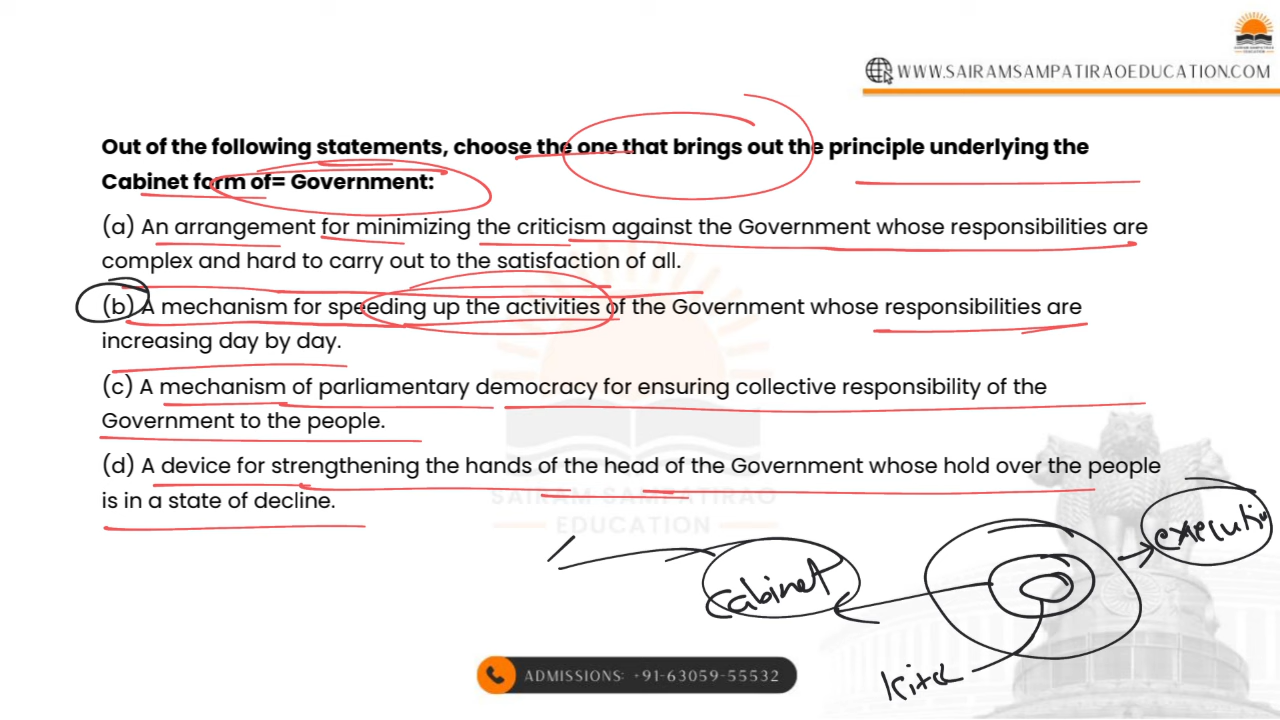 WWW.SAIRAMSAMPATIRAOEDUCATION.COM
Out of the following statements, choose the one that brings out the principle underlying the
Cabinet form of= Government:
(a) An arrangement for minimizing the criticism against the Government whose responsibilities are
complex and hard to carry out to the satisfaction of all.
(b) A mechanism for speeding up the activities of the Government whose responsibilities are
increasing day by day.
(c) A mechanism of parliamentary democracy for ensuring collective responsibility of the
Government to the people.
(d) A device for strengthening the hands of the head of the Government whose hold over the people
is in a state of decline.
SAIRAM SAMPATIRAO
EDUCATION
Cabinet
ADMISSIONS: +91-63059-55532